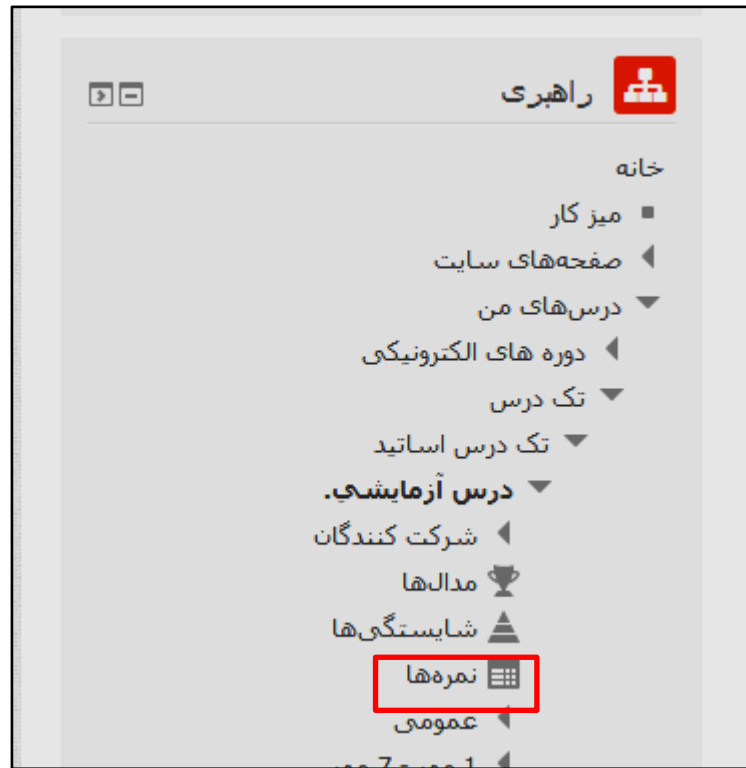 راهبری
خانه
میز کار
صفحه‌های سایت
درس‌های من
دوره های الکترونیکی
تک درس
تک درس اساتید
درس آزمایشي.
شرکت کنندگان
مدال‌ها
شایستگی‌ها
نمره‌ها
عمومی